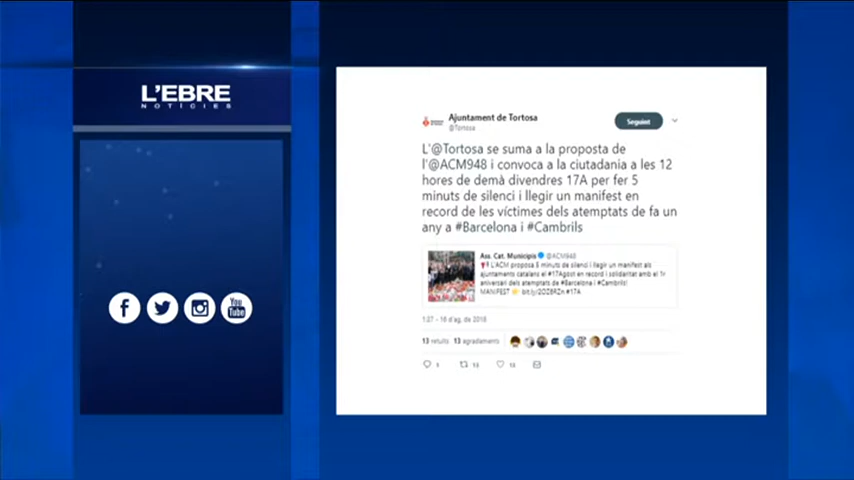 L'EBRE
NOTÍCIES
f
You
Tube
Ajuntament de Tortosa
@Tortosa
Seguint
L'@Tortosa se suma a la proposta de
l'@ACM948 i convoca a la ciutadania a les 12
hores de demà divendres 17A per fer 5
minuts de silenci i llegir un manifest en
record de les víctimes dels atemptats de fa un
any a #Barcelona i #Cambrils
Ass. Cat. Municipis @ACM948
L'ACM proposa 5 minuts de silenci i llegir un manifest als
ajuntaments catalans el #17Agost en record i solidaritat amb el 1r
aniversari dels atemptats de #Barcelona i #Cambrils!
MANIFEST
#17A
1:27 - 16 d'ag. de 2018
13 retuits 13 agradaments
1 13 13